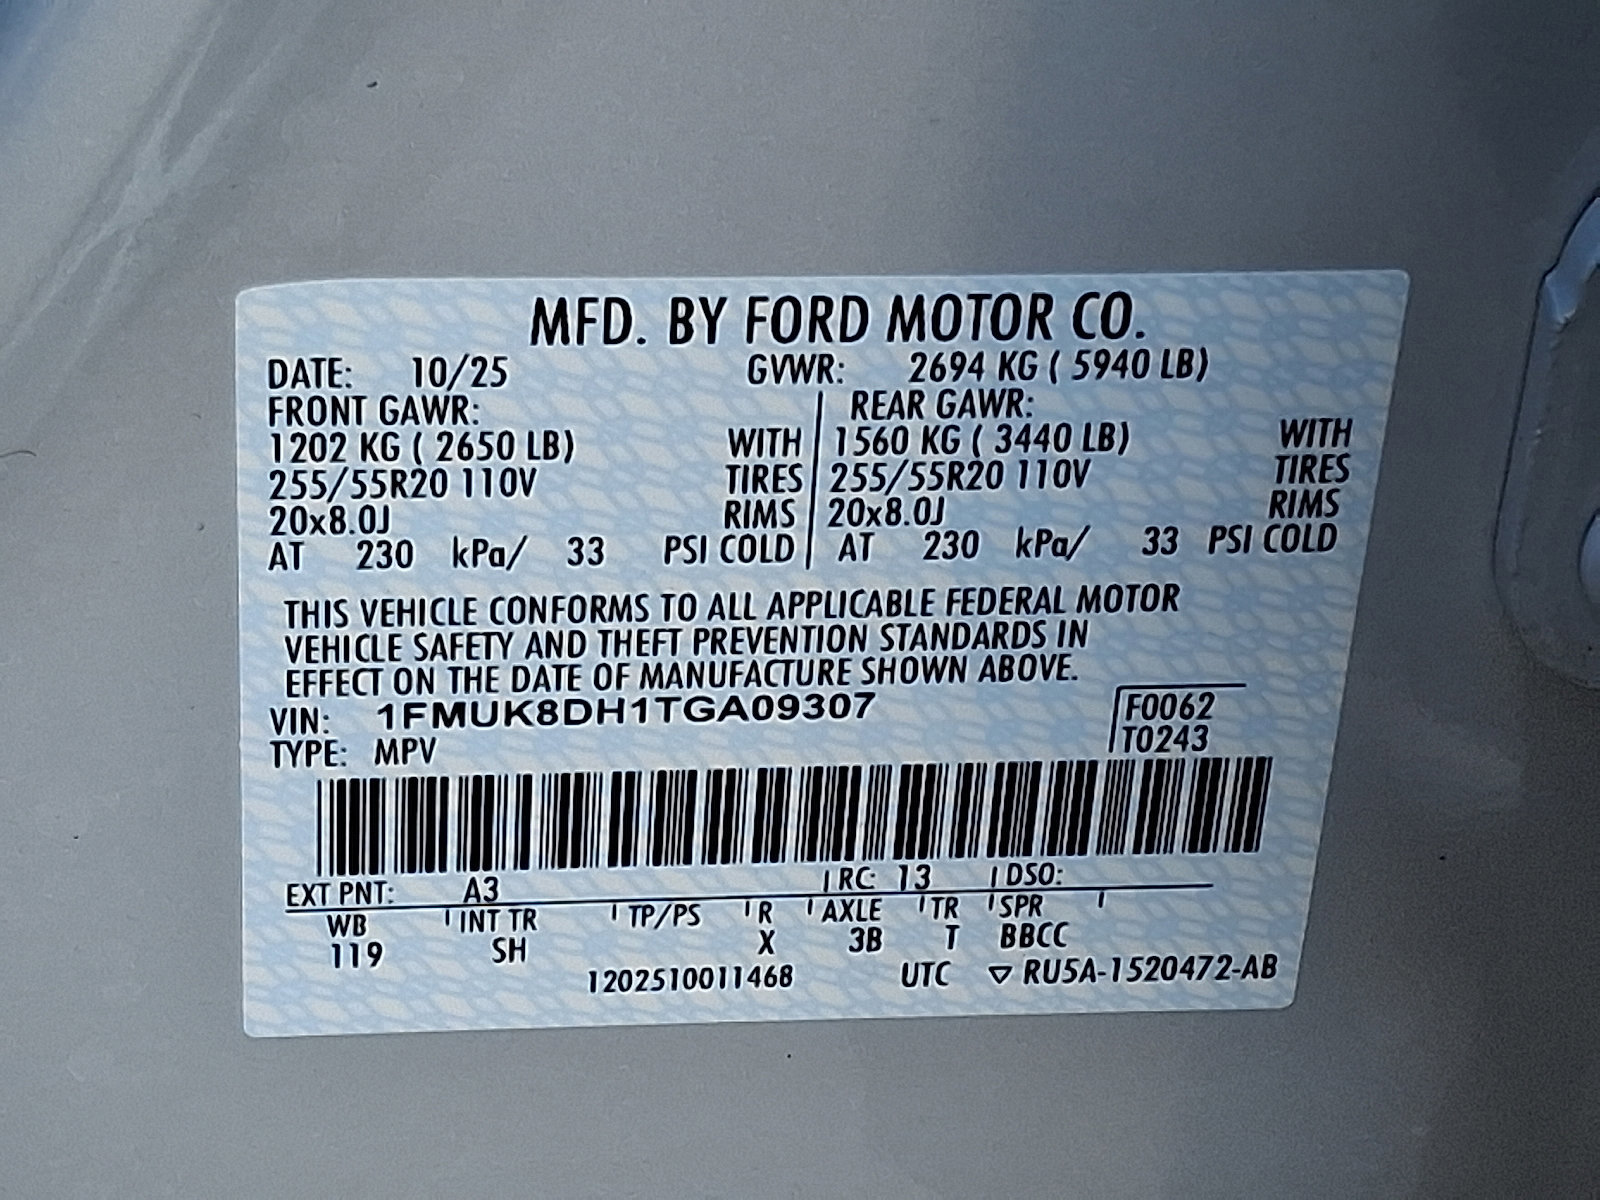 MFD. BY FORD MOTOR CO.
DATE: 10/25 GVWR: 2694 KG ( 5940 LB)
FRONT GAWR: REAR GAWR:
1202 KG ( 2650 LB) WITH 1560 KG ( 3440 LB) WITH
255/55R20 110V TIRES 255/55R20 110V TIRES
20x8.0J RIMS 20x8.0J RIMS
AT 230 kPa/ 33 PSI COLD AT 230 kPa/ 33 PSI COLD
THIS VEHICLE CONFORMS TO ALL APPLICABLE FEDERAL MOTOR
VEHICLE SAFETY AND THEFT PREVENTION STANDARDS IN
EFFECT ON THE DATE OF MANUFACTURE SHOWN ABOVE.
VIN: 1FMUK8DH1TGA09307 F0062
TYPE: MPV T0243
EXT PNT: A3 RC: 13 DSO:
WB INT TR TP/PS R AXLE TR SPR
119 SH X 3B T BBCC
1202510011468 UTC ▽ RU5A-1520472-AB